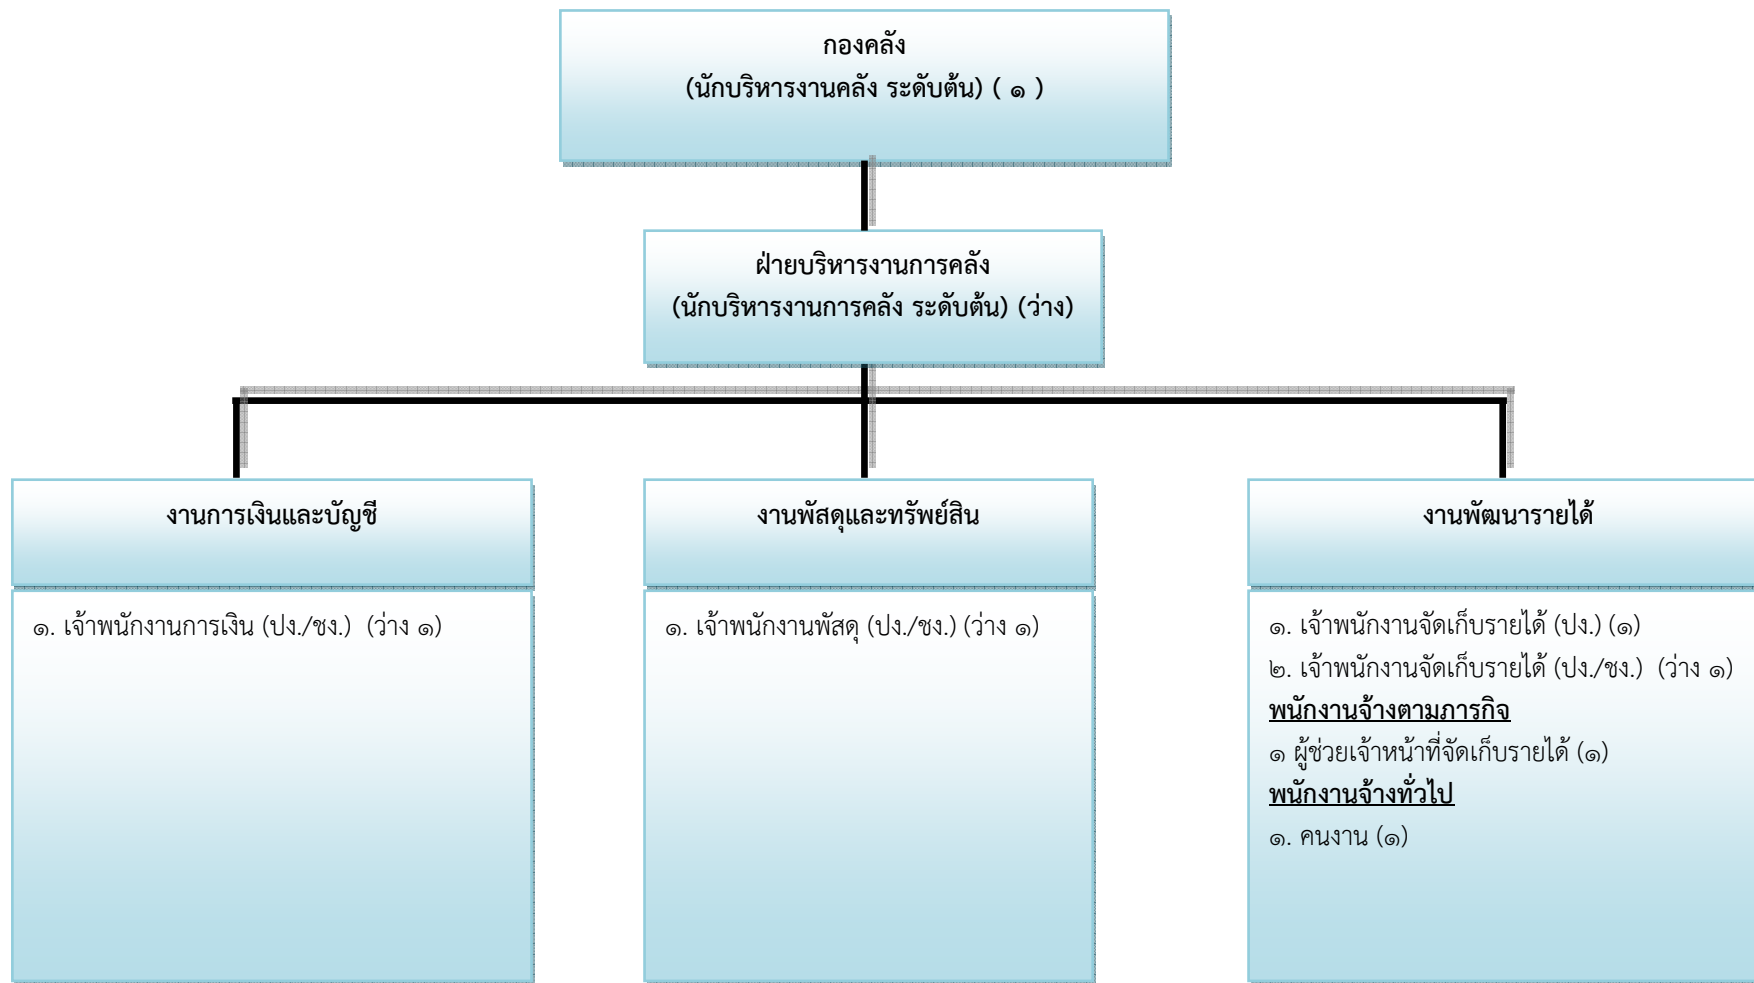 กองคลัง
(นักบริหารงานคลัง ระดับต้น) ( ๑ )
ฝ่ายบริหารงานการคลัง
(นักบริหารงานการคลัง ระดับต้น) (ว่าง)
งานการเงินและบัญชี
๑. เจ้าพนักงานการเงิน (ปง./ชง.) (ว่าง ๑)
งานพัสดุและทรัพย์สิน
๑. เจ้าพนักงานพัสดุ (ปง./ชง.) (ว่าง ๑)
งานพัฒนารายได้
๑. เจ้าพนักงานจัดเก็บรายได้ (ปง.) (๑)
๒. เจ้าพนักงานจัดเก็บรายได้ (ปง./ชง.) (ว่าง ๑)
พนักงานจ้างตามภารกิจ
๑ ผู้ช่วยเจ้าหน้าที่จัดเก็บรายได้ (๑)
พนักงานจ้างทั่วไป
๑. คนงาน (๑)